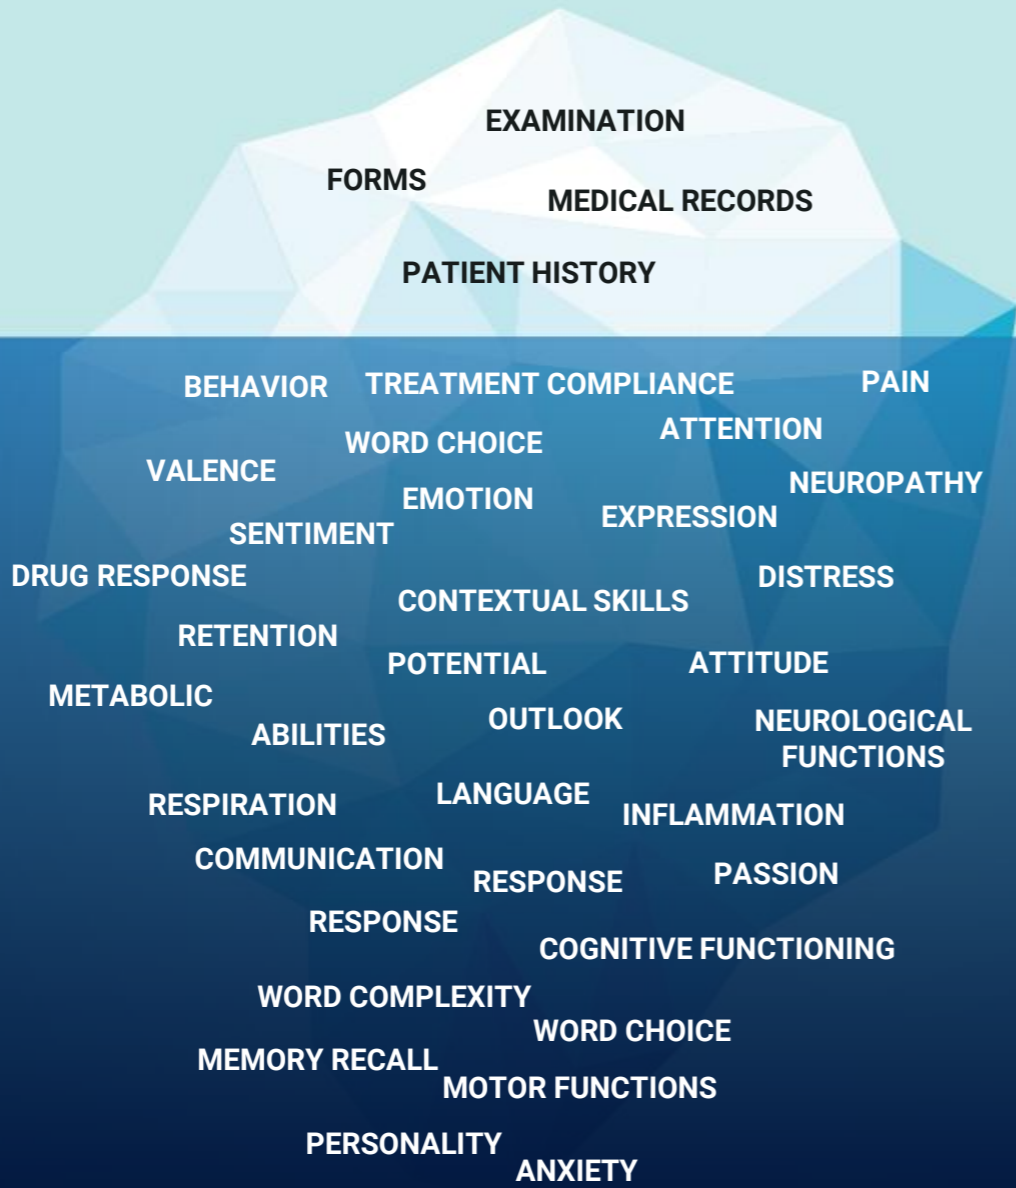 EXAMINATION
FORMS
MEDICAL RECORDS
PATIENT HISTORY
BEHAVIOR
TREATMENT COMPLIANCE
PAIN
WORD CHOICE
ATTENTION
VALENCE
EMOTION
NEUROPATHY
SENTIMENT
EXPRESSION
DRUG RESPONSE
CONTEXTUAL SKILLS
DISTRESS
RETENTION
POTENTIAL
ATTITUDE
METABOLIC
ABILITIES
OUTLOOK
NEUROLOGICAL
FUNCTIONS
RESPIRATION
LANGUAGE
INFLAMMATION
COMMUNICATION
RESPONSE
PASSION
RESPONSE
COGNITIVE FUNCTIONING
WORD COMPLEXITY
WORD CHOICE
MEMORY RECALL
MOTOR FUNCTIONS
PERSONALITY
ANXIETY